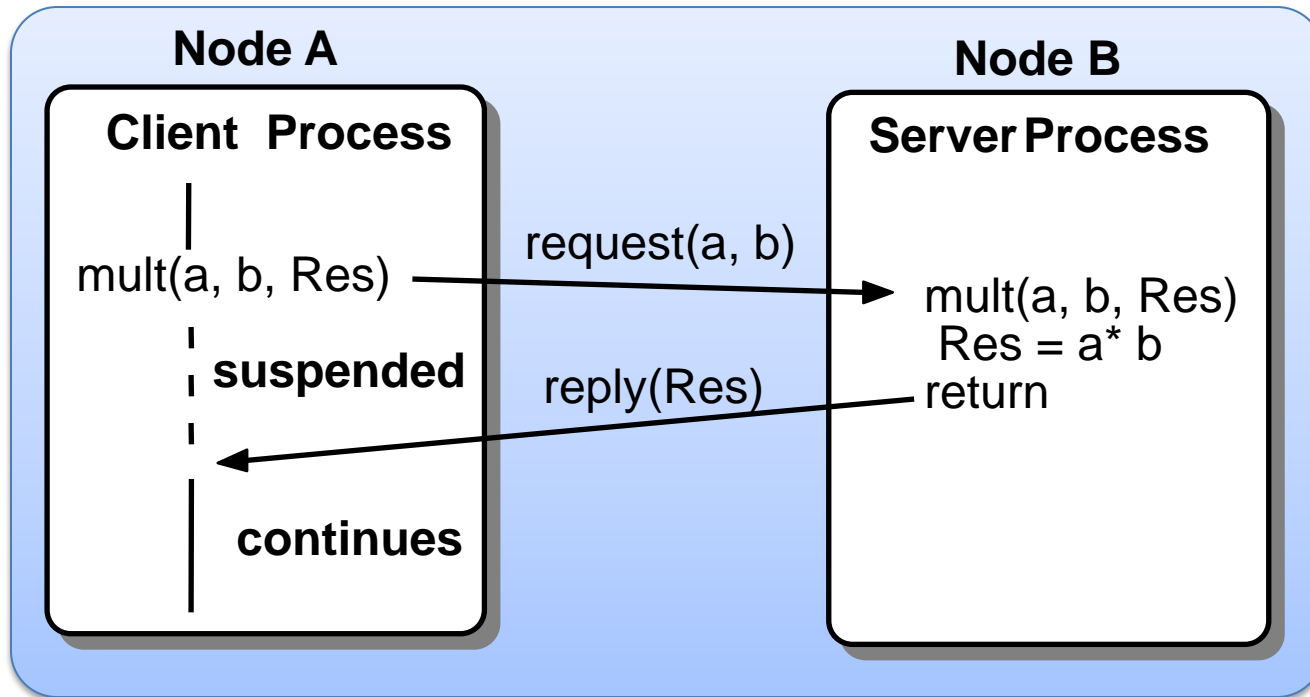 Node A
Client Process
mult(a, b, Res)
suspended
continues
request(a, b)
reply(Res)
Node B
Server Process
mult(a, b, Res)
Res = a* b
return